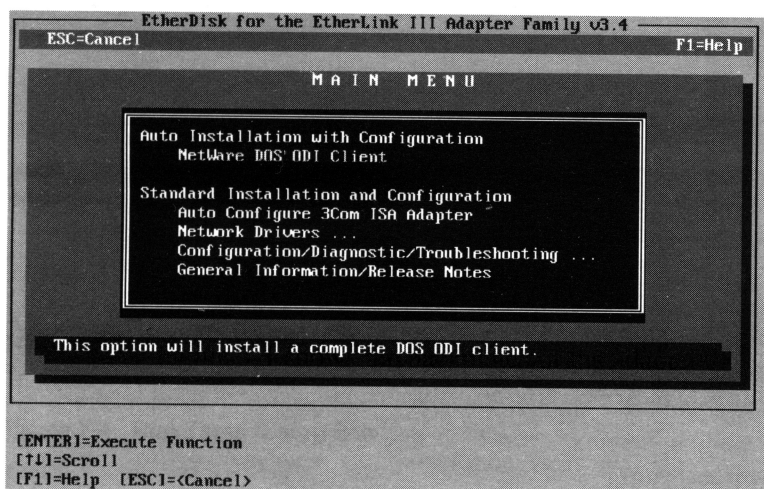 EtherDisk for the EtherLink III Adapter Family v3.4
ESC=Cancel F1=Help
MAIN MENU
Auto Installation with Configuration
NetWare DOS ODI Client
Standard Installation and Configuration
Auto Configure 3Com ISA Adapter
Network Drivers ...
Configuration/Diagnostic/Troubleshooting ...
General Information/Release Notes
This option will install a complete DOS ODI client.
[ENTER]=Execute Function
[↑↓]=Scroll
[F1]=Help [ESC]=<Cancel>